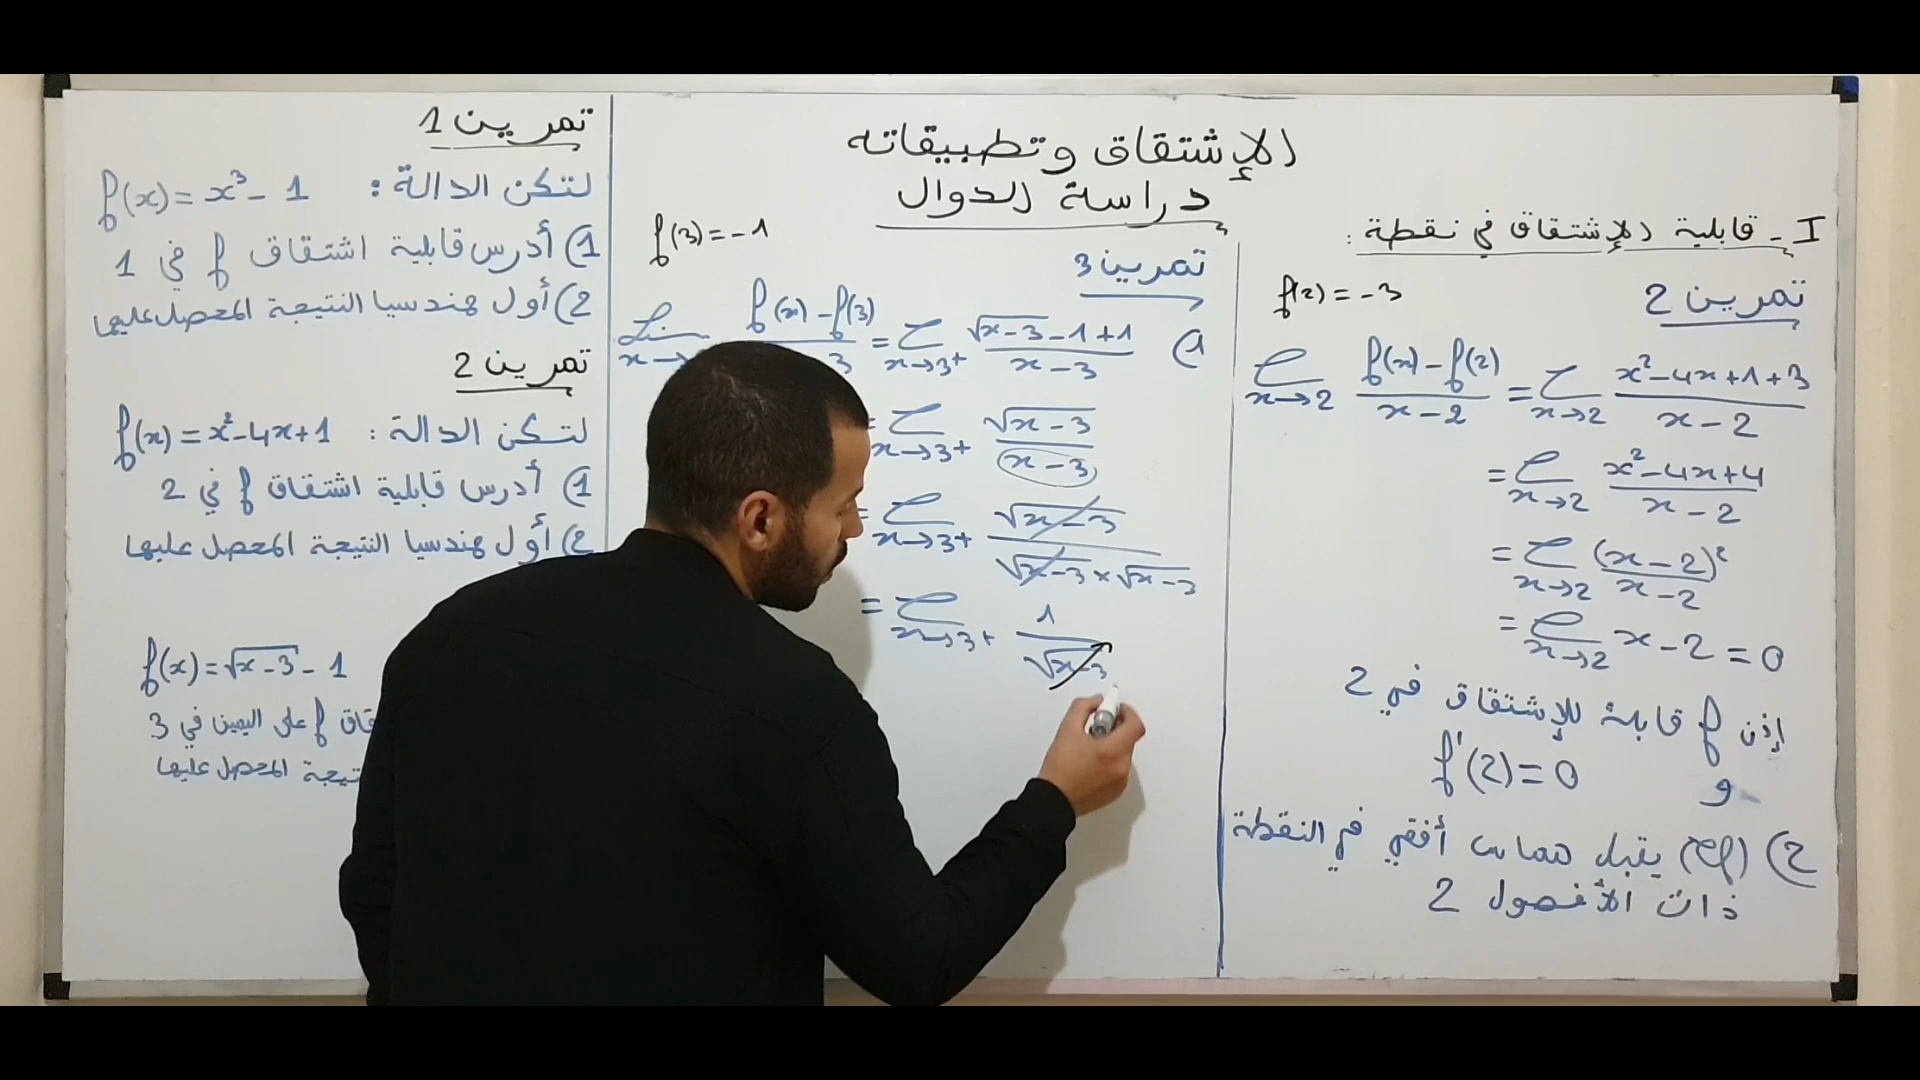 الإشتقاق وتطبيقاته
دراسة الدوال
I - قابلية الإشتقاق في نقطة :
تمرين 2
f(2) = -3
lim x→2 (f(x) - f(2))/(x - 2) = lim x→2 (x² - 4x + 1 + 3)/(x - 2)
= lim x→2 (x² - 4x + 4)/(x - 2)
= lim x→2 (x - 2)²/(x - 2)
= lim x→2 x - 2 = 0
إذن f قابلة للإشتقاق في 2
و f'(2) = 0
2) (Cf) يقبل مماس أفقي في النقطة
ذات الأفصول 2
f(3) = -1
تمرين 3
1) lim x→ (f(x) - f(3))/ 3 = lim x→3+ (√(x-3) - 1 + 1)/(x - 3)
= lim x→3+ √(x-3)/(x-3)
= lim x→3+ √(x-3)/(√(x-3) × √(x-3))
= lim x→3+ 1/√(x-3)
تمرين 1
لتكن الدالة : f(x) = x³ - 1
1) أدرس قابلية اشتقاق f في 1
2) أول هندسيا النتيجة المحصل عليها
تمرين 2
لتكن الدالة : f(x) = x² - 4x + 1
1) أدرس قابلية اشتقاق f في 2
2) أول هندسيا النتيجة المحصل عليها
f(x) = √(x-3) - 1
قاق f على اليمين في 3
تيجة المحصل عليها